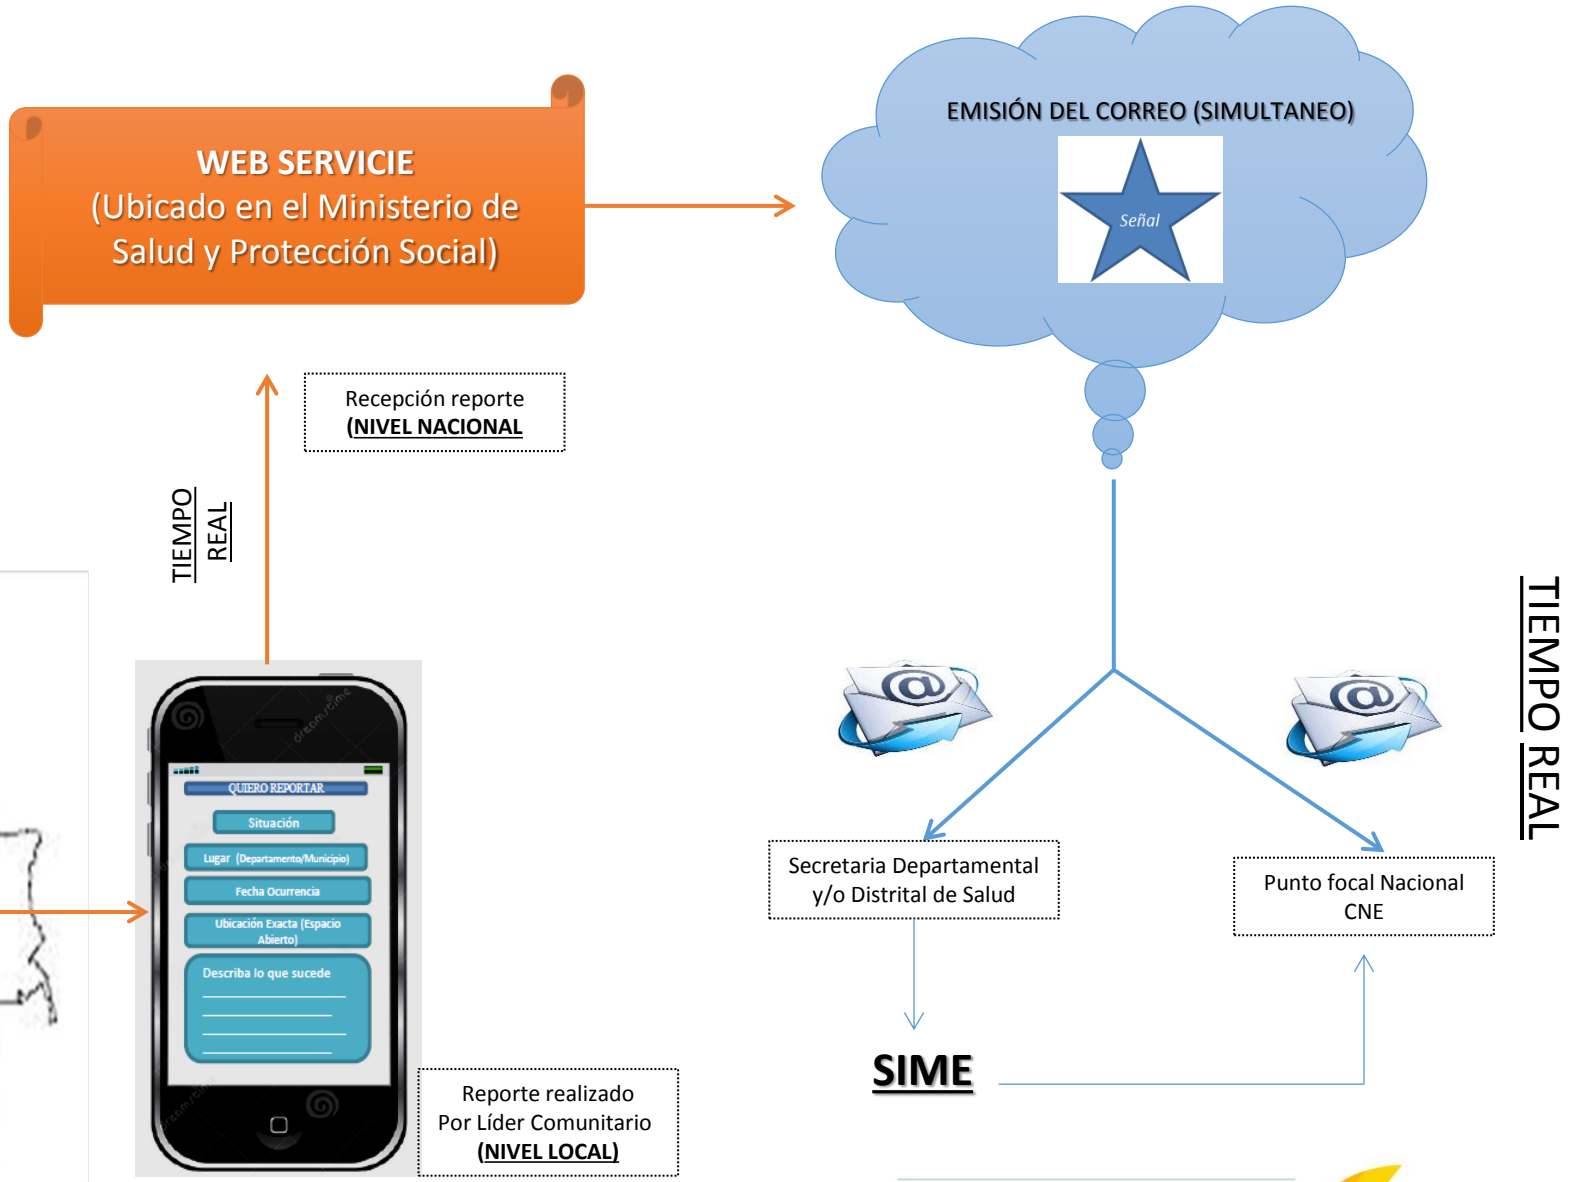 WEB SERVICIE
(Ubicado en el Ministerio de
Salud y Protección Social)
EMISIÓN DEL CORREO (SIMULTANEO)
Señal
Recepción reporte
(NIVEL NACIONAL
TIEMPO
REAL
dreamstime
QUIERO REPORTAR
Situación
Lugar (Departamento/Municipio)
Fecha Ocurrencia
Ubicación Exacta (Espacio
Abierto)
Describa lo que sucede
Reporte realizado
Por Líder Comunitario
(NIVEL LOCAL)
Secretaria Departamental
y/o Distrital de Salud
Punto focal Nacional
CNE
SIME
TIEMPO REAL